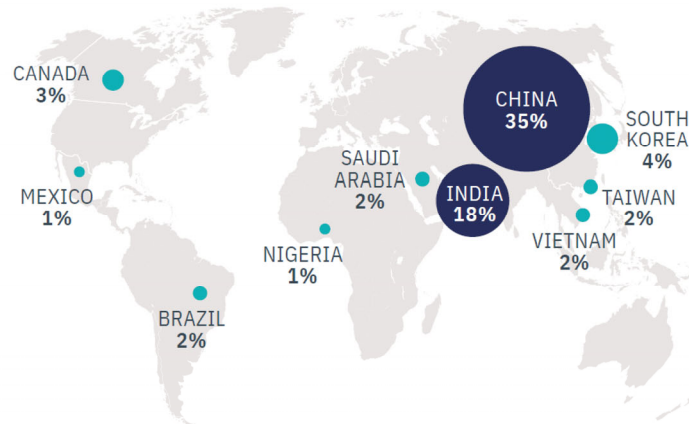 CANADA
3%
MEXICO
1%
BRAZIL
2%
NIGERIA
1%
SAUDI
ARABIA
2%
INDIA
18%
CHINA
35%
SOUTH
KOREA
4%
TAIWAN
2%
VIETNAM
2%